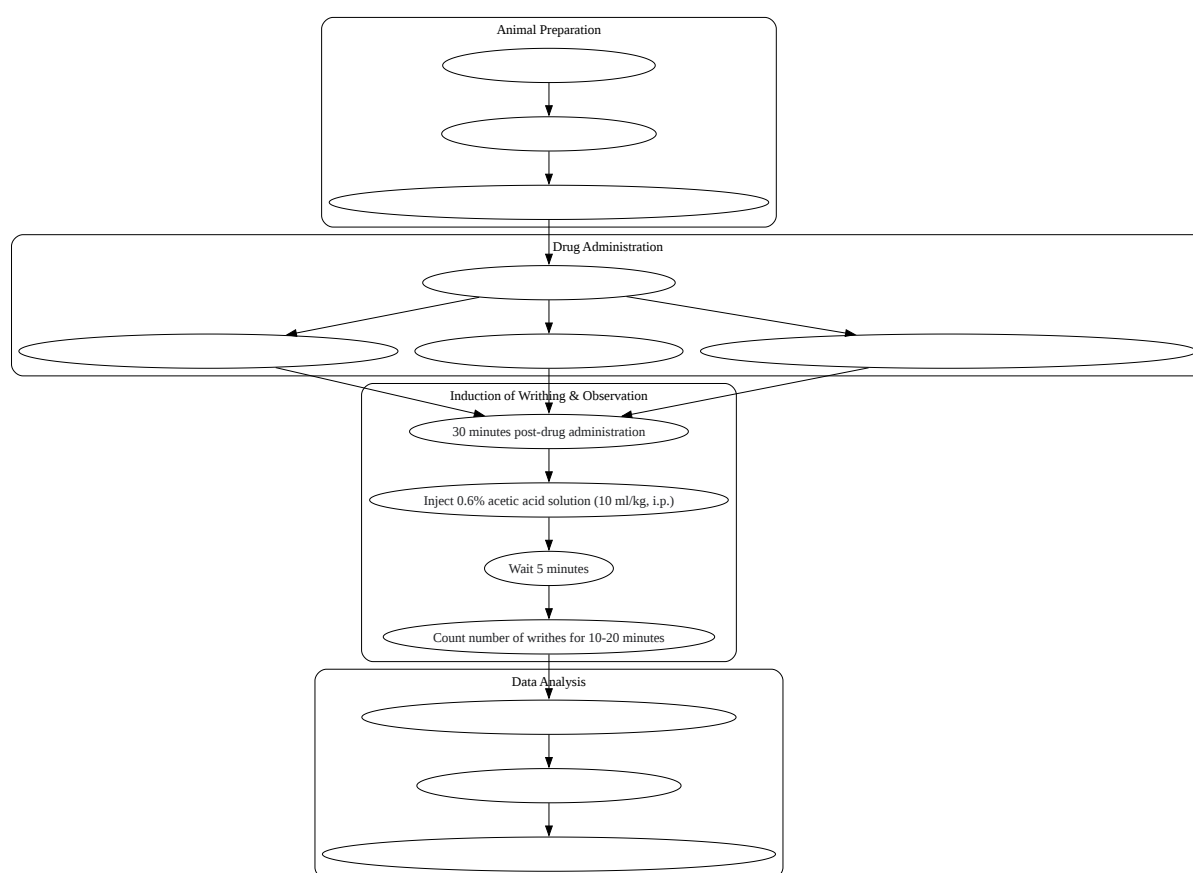 Animal Preparation
Drug Administration
Induction of Writhing & Observation
30 minutes post-drug administration
Inject 0.6% acetic acid solution (10 ml/kg, i.p.)
Wait 5 minutes
Count number of writhes for 10-20 minutes
Data Analysis